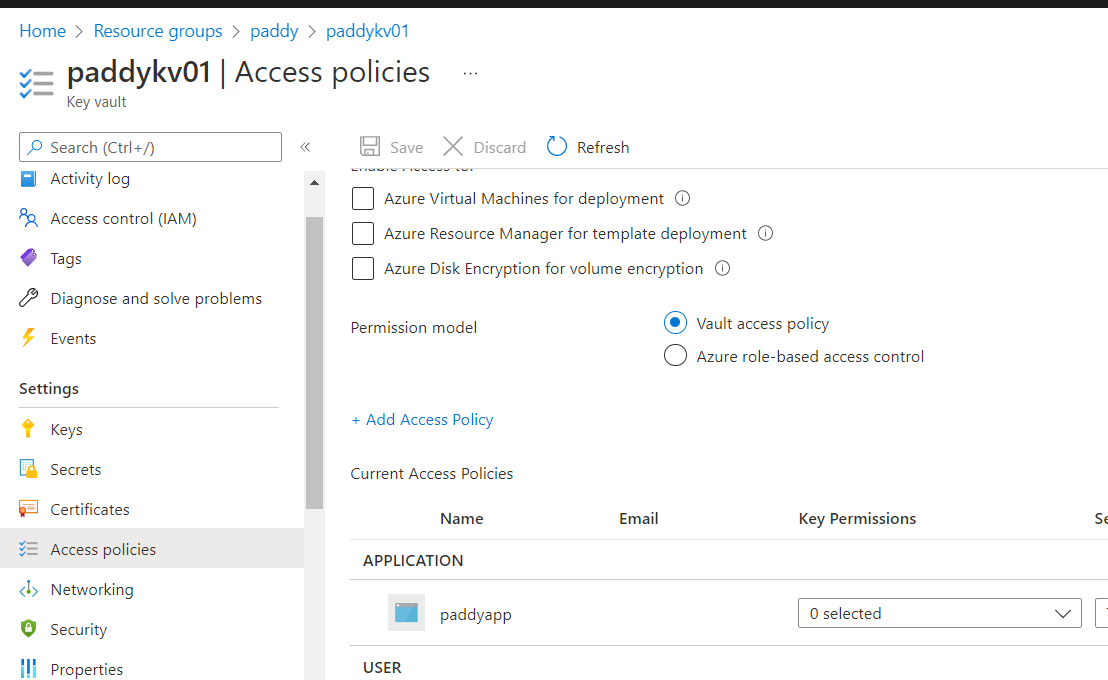 Home > Resource groups > paddy > paddykv01
paddykv01 | Access policies ...
Key vault
Search (Ctrl+/)
«
Save
Discard
Refresh
Activity log
Access control (IAM)
Tags
Diagnose and solve problems
Events
Settings
Keys
Secrets
Certificates
Access policies
Networking
Security
Properties
Enable Access to:
Azure Virtual Machines for deployment
Azure Resource Manager for template deployment
Azure Disk Encryption for volume encryption
Permission model
Vault access policy
Azure role-based access control
+ Add Access Policy
Current Access Policies
Name Email Key Permissions Se
APPLICATION
paddyapp 0 selected
USER